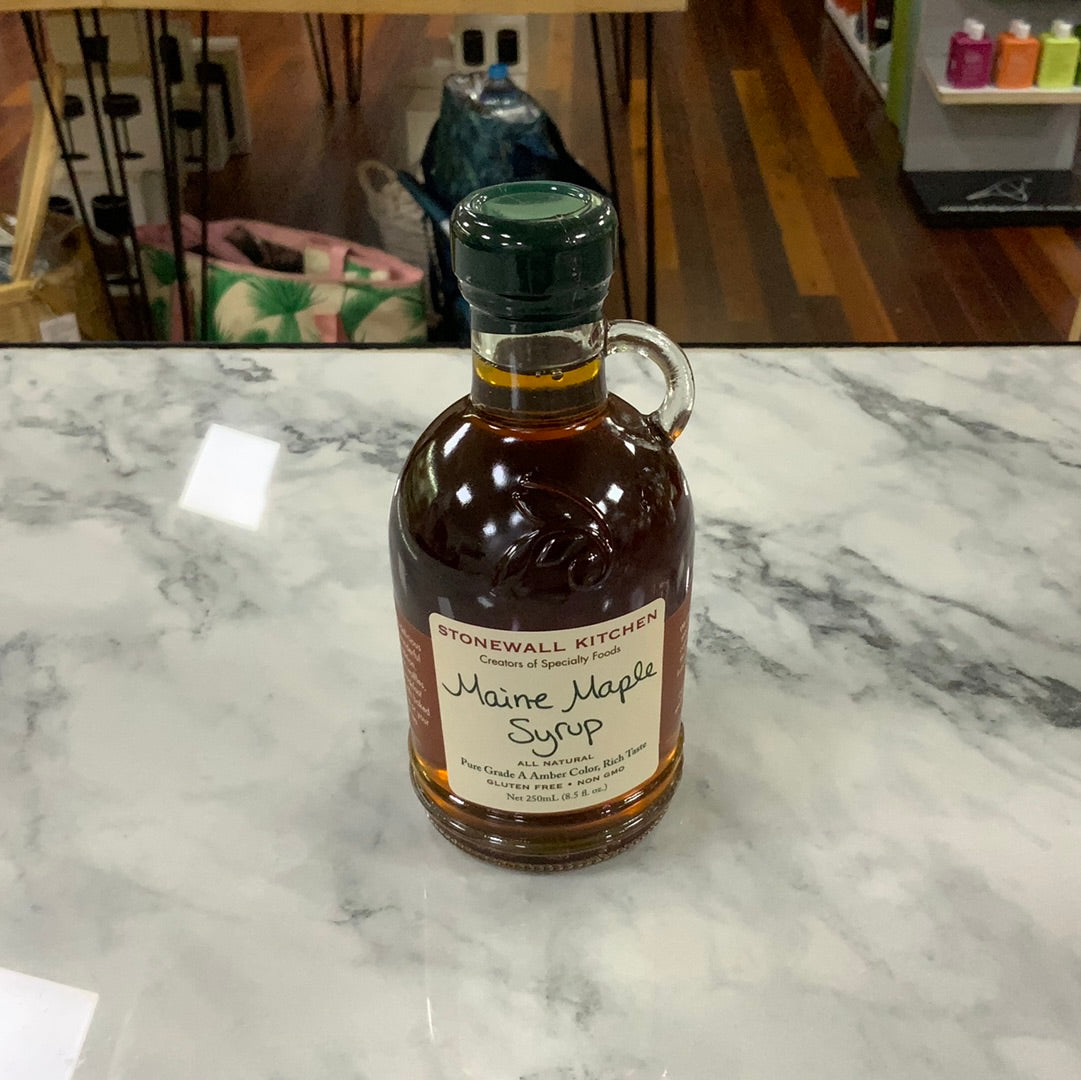 STONEWALL KITCHEN
Creators of Specialty Foods
Maine Maple
Syrup
ALL NATURAL
Pure Grade A Amber Color, Rich Taste
GLUTEN FREE • NON GMO
Net 250mL (8.5 fl. oz.)